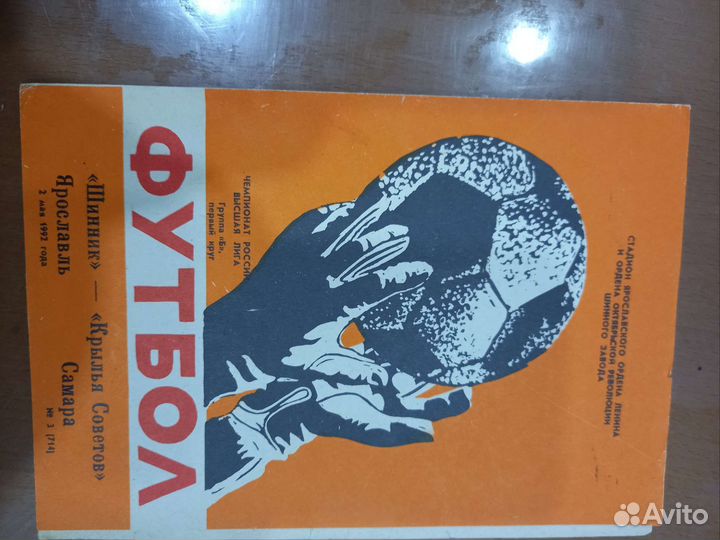 СТАДИОН ЯРОСЛАВСКОГО ОРДЕНА ЛЕНИНА
И ОРДЕНА ОКТЯБРЬСКОЙ РЕВОЛЮЦИИ
ШИННОГО ЗАВОДА
ЧЕМПИОНАТ РОССИИ
ВЫСШАЯ ЛИГА
Группа «Б»,
первый круг
ФУТБОЛ
«Шинник» — «Крылья Советов»
Ярославль Самара
2 мая 1992 года № 3 (714)
Avito